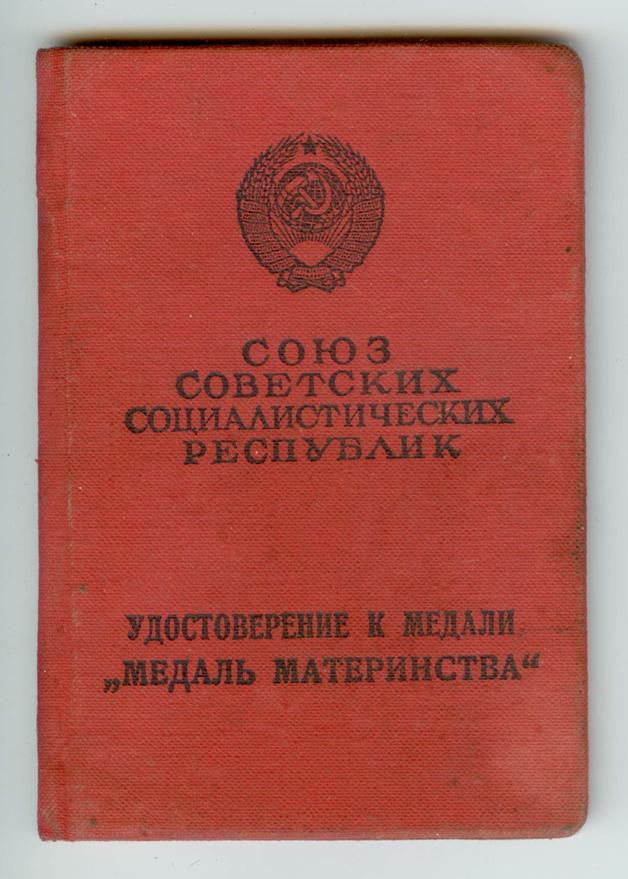 СОЮЗ
СОВЕТСКИХ
СОЦИАЛИСТИЧЕСКИХ
РЕСПУБЛИК
УДОСТОВЕРЕНИЕ К МЕДАЛИ
„МЕДАЛЬ МАТЕРИНСТВА“